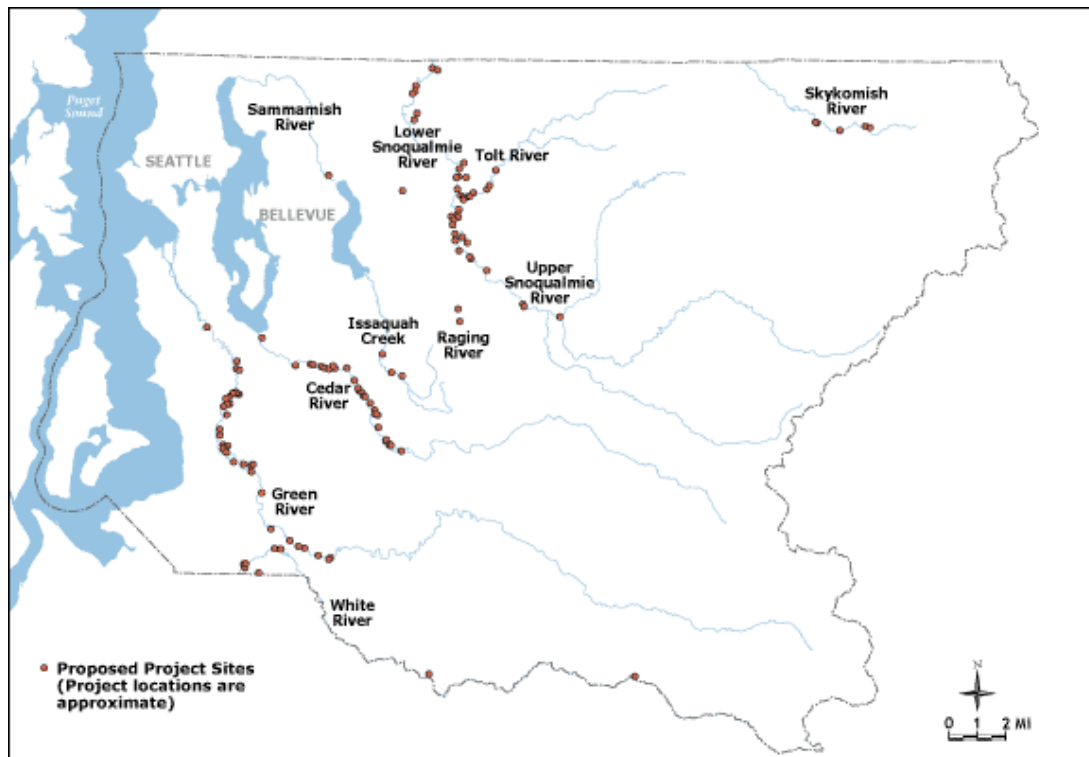 Puget
Sound
SEATTLE
Sammamish
River
BELLEVUE
Lower
Snoqualmie
River
Tolt River
Skykomish
River
Upper
Snoqualmie
River
Issaquah
Creek
Raging
River
Cedar
River
Green
River
White
River
Proposed Project Sites
(Project locations are
approximate)
N
0 1 2 MI